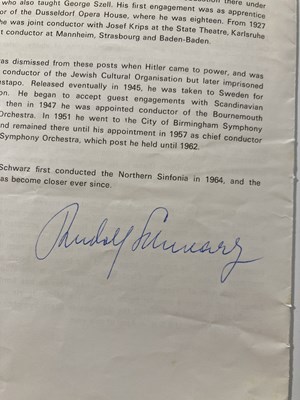 who also taught George Szell. His first engagement was as apprentice
or of the Dusseldorf Opera House, where he was eighteen. From 1927
he was joint conductor with Josef Krips at the State Theatre, Karlsruhe
t conductor at Mannheim, Strasbourg and Baden-Baden.
was dismissed from these posts when Hitler came to power, and was
conductor of the Jewish Cultural Organisation but later imprisoned
estapo. Released eventually in 1945, he was taken to Sweden for
on. He began to accept guest engagements with Scandinavian
then in 1947 he was appointed conductor of the Bournemouth
Orchestra. In 1951 he went to the City of Birmingham Symphony
nd remained there until his appointment in 1957 as chief conductor
Symphony Orchestra, which post he held until 1962.
Schwarz first conducted the Northern Sinfonia in 1964, and the
as become closer ever since.
Rudolf Schwarz